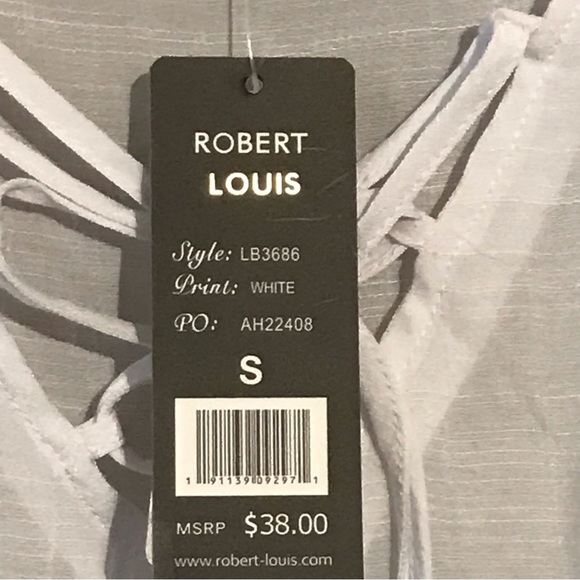 ROBERT
LOUIS
Style: LB3686
Print: WHITE
PO: AH22408
S
1 91139 09297 1
MSRP $38.00
www.robert-louis.com